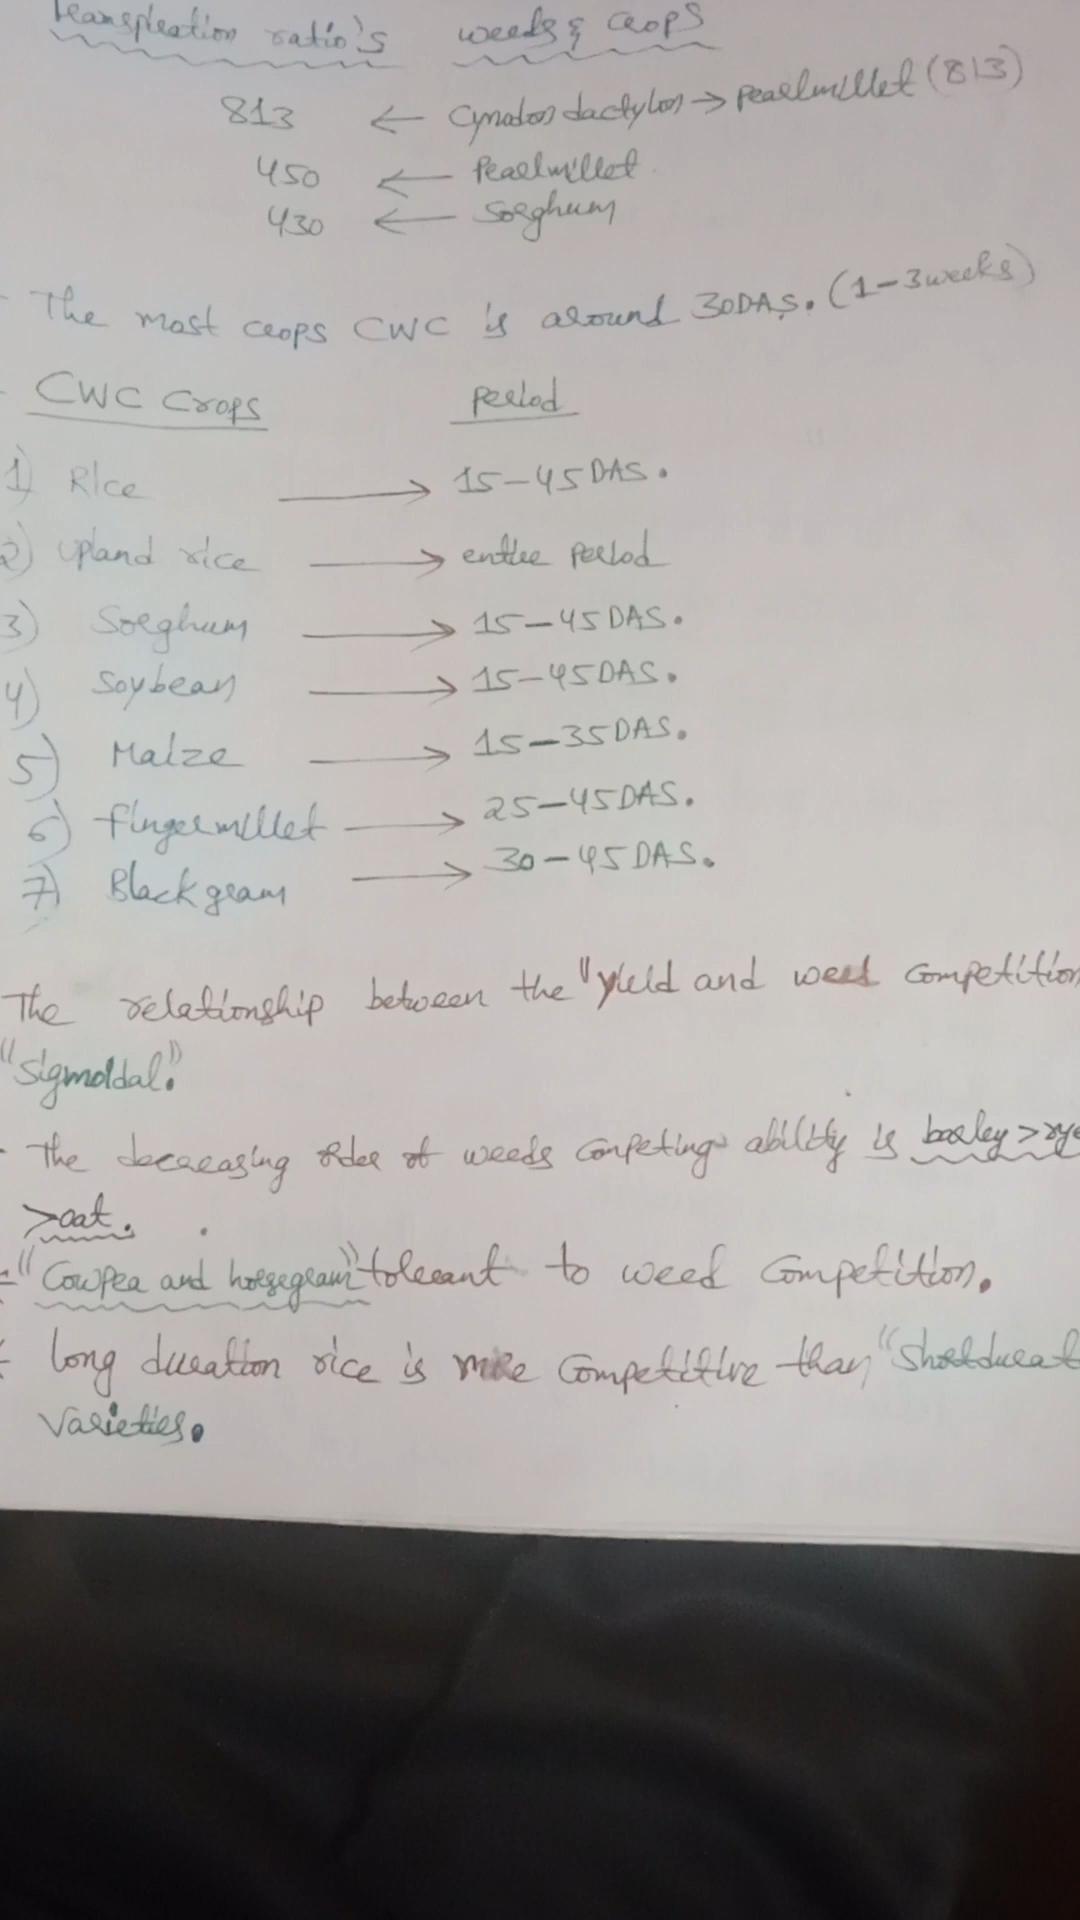 Transpiration ratio's weeds & crops
813 ← Cynodon dactylon → pearlmillet (813)
450 ← Pearlmillet
430 ← Sorghum
The most crops CWC is around 30DAS. (1-3weeks)
CWC Crops Period
1) Rice → 15-45 DAS.
2) upland rice → entire period
3) Sorghum → 15-45 DAS.
4) Soybean → 15-45 DAS.
5) Maize → 15-35 DAS.
6) fingermillet → 25-45 DAS.
7) Blackgram → 30-45 DAS.
The relationship between the "yield and weed Competition
"Sigmoidal."
- The decreasing order of weeds competing ability is barley > rye
> oat.
- "Cowpea and horsegram" tolerant to weed Competition.
- long duration rice is more Competitive than "Shortdurat
Varieties.